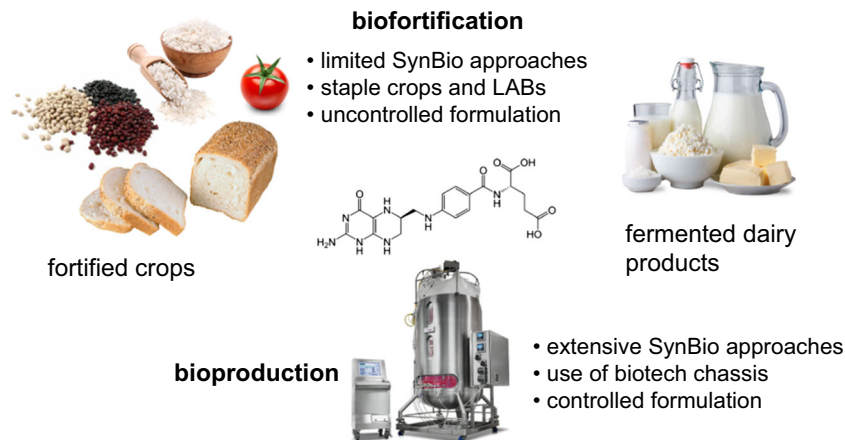 biofortification
• limited SynBio approaches
• staple crops and LABs
• uncontrolled formulation
fortified crops
O
OH
O
O
HN
N
H
N
N
H
O
HO
N
H₂N
N
H
N
H
fermented dairy
products
bioproduction
• extensive SynBio approaches
• use of biotech chassis
• controlled formulation